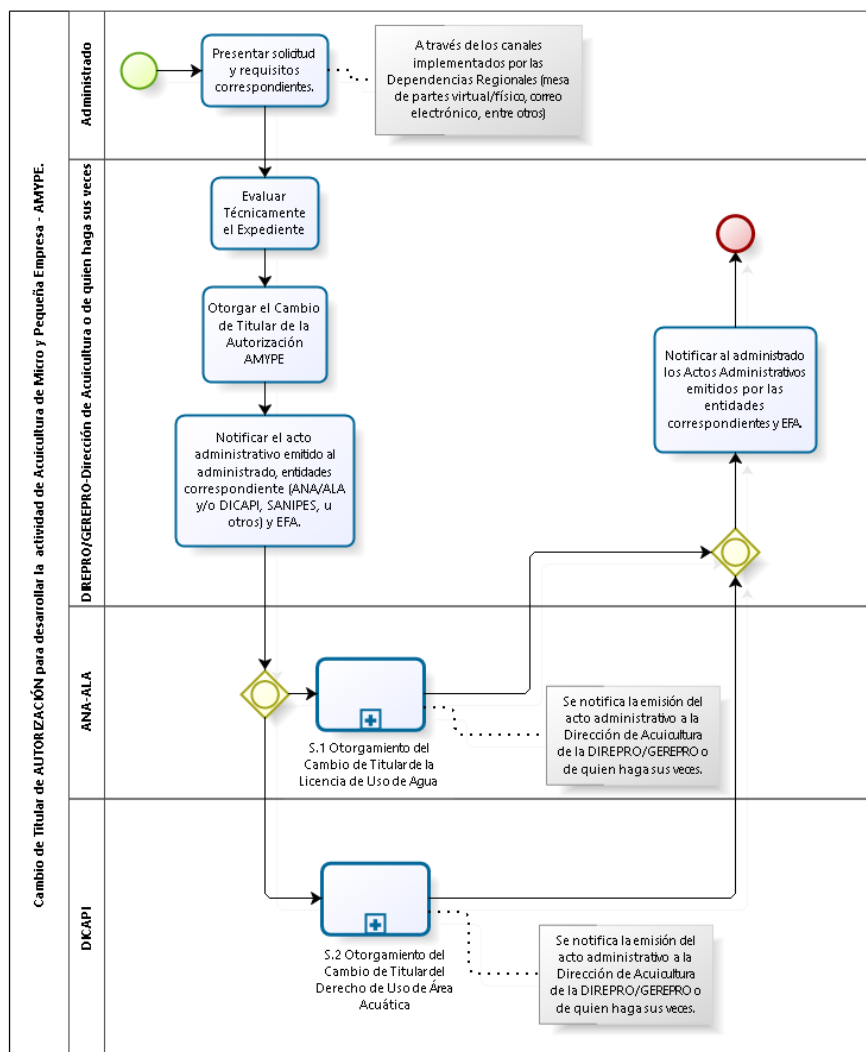 Cambio de Titular de AUTORIZACIÓN para desarrollar la actividad de Acuicultura de Micro y Pequeña Empresa - AMYPE.
Administrado
Presentar solicitud
y requisitos
correspondientes.
A través de los canales
implementados por las
Dependencias Regionales (mesa
de partes virtual/físico, correo
electrónico, entre otros)
DIREPRO/GEREPRO-Dirección de Acuicultura o de quien haga sus veces
Evaluar
Técnicamente
el Expediente
Otorgar el Cambio
de Titular de la
Autorización
AMYPE
Notificar el acto
administrativo emitido al
administrado, entidades
correspondiente (ANA/ALA
y/o DICAPI, SANIPES, u
otros) y EFA.
Notificar al administrado
los Actos Administrativos
emitidos por las
entidades
correspondientes y EFA.
ANA-ALA
S.1 Otorgamiento del
Cambio de Titular de la
Licencia de Uso de Agua
Se notifica la emisión del
acto administrativo a la
Dirección de Acuicultura
de la DIREPRO/GEREPRO o
de quien haga sus veces.
DICAPI
S.2 Otorgamiento del
Cambio de Titular del
Derecho de Uso de Área
Acuática
Se notifica la emisión del
acto administrativo a la
Dirección de Acuicultura
de la DIREPRO/GEREPRO o
de quien haga sus veces.